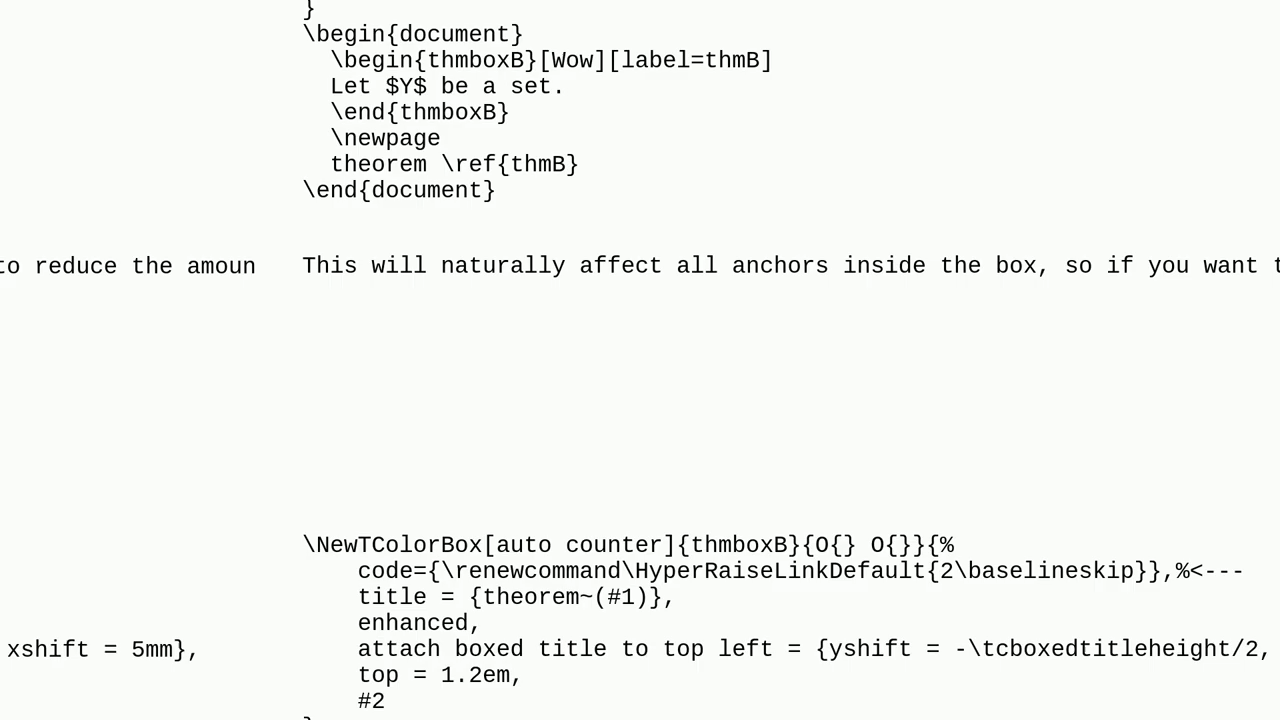 }
\begin{document}
  \begin{thmboxB}[Wow][label=thmB]
  Let $Y$ be a set.
  \end{thmboxB}
  \newpage
  theorem \ref{thmB}
\end{document}
to reduce the amoun
This will naturally affect all anchors inside the box, so if you want t
\NewTColorBox[auto counter]{thmboxB}{O{} O{}}{%
    code={\renewcommand\HyperRaiseLinkDefault{2\baselineskip}},%<---
    title = {theorem~(#1)},
    enhanced,
xshift = 5mm},
    attach boxed title to top left = {yshift = -\tcboxedtitleheight/2,
    top = 1.2em,
    #2
}